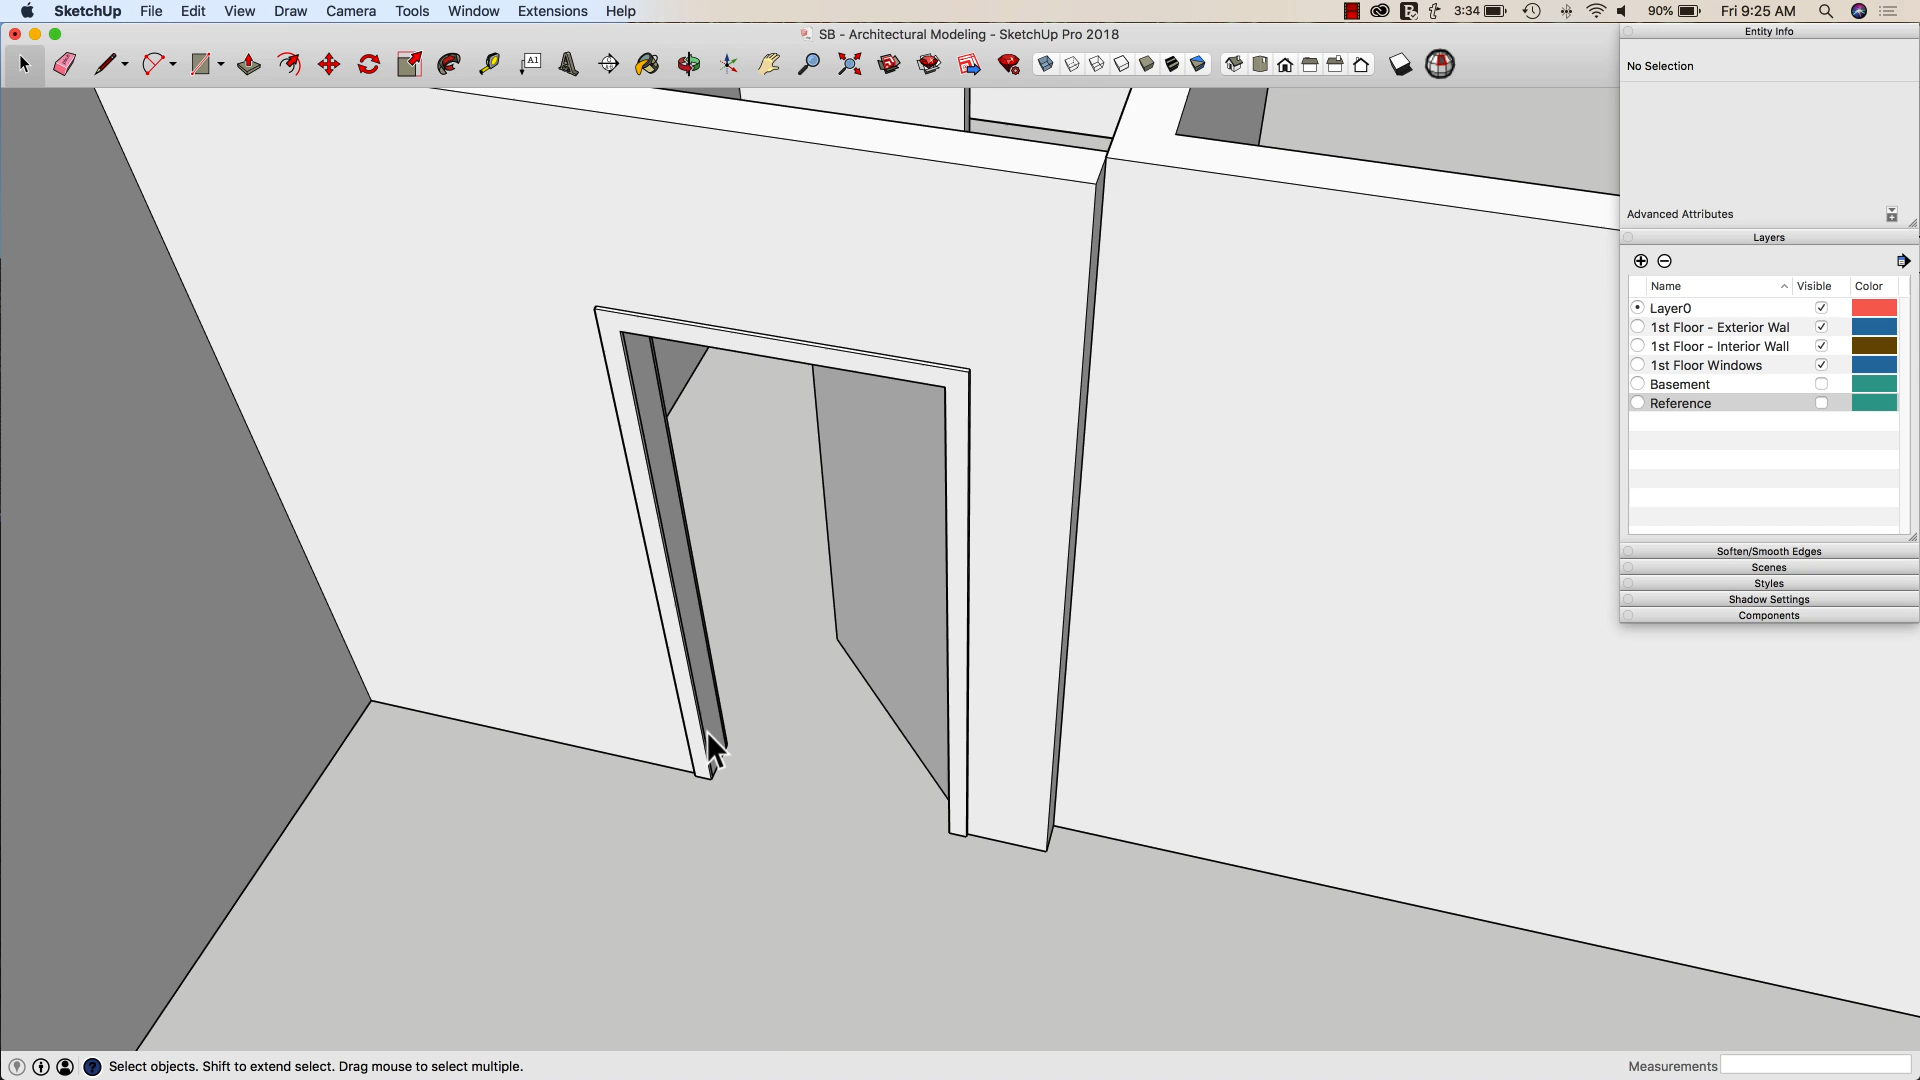 SketchUp File Edit View Draw Camera Tools Window Extensions Help
3:34 90% Fri 9:25 AM
SB - Architectural Modeling - SketchUp Pro 2018
A1
Entity Info
No Selection
Advanced Attributes
Layers
Name Visible Color
Layer0
1st Floor - Exterior Wal
1st Floor - Interior Wall
1st Floor Windows
Basement
Reference
Soften/Smooth Edges
Scenes
Styles
Shadow Settings
Components
Select objects. Shift to extend select. Drag mouse to select multiple.
Measurements